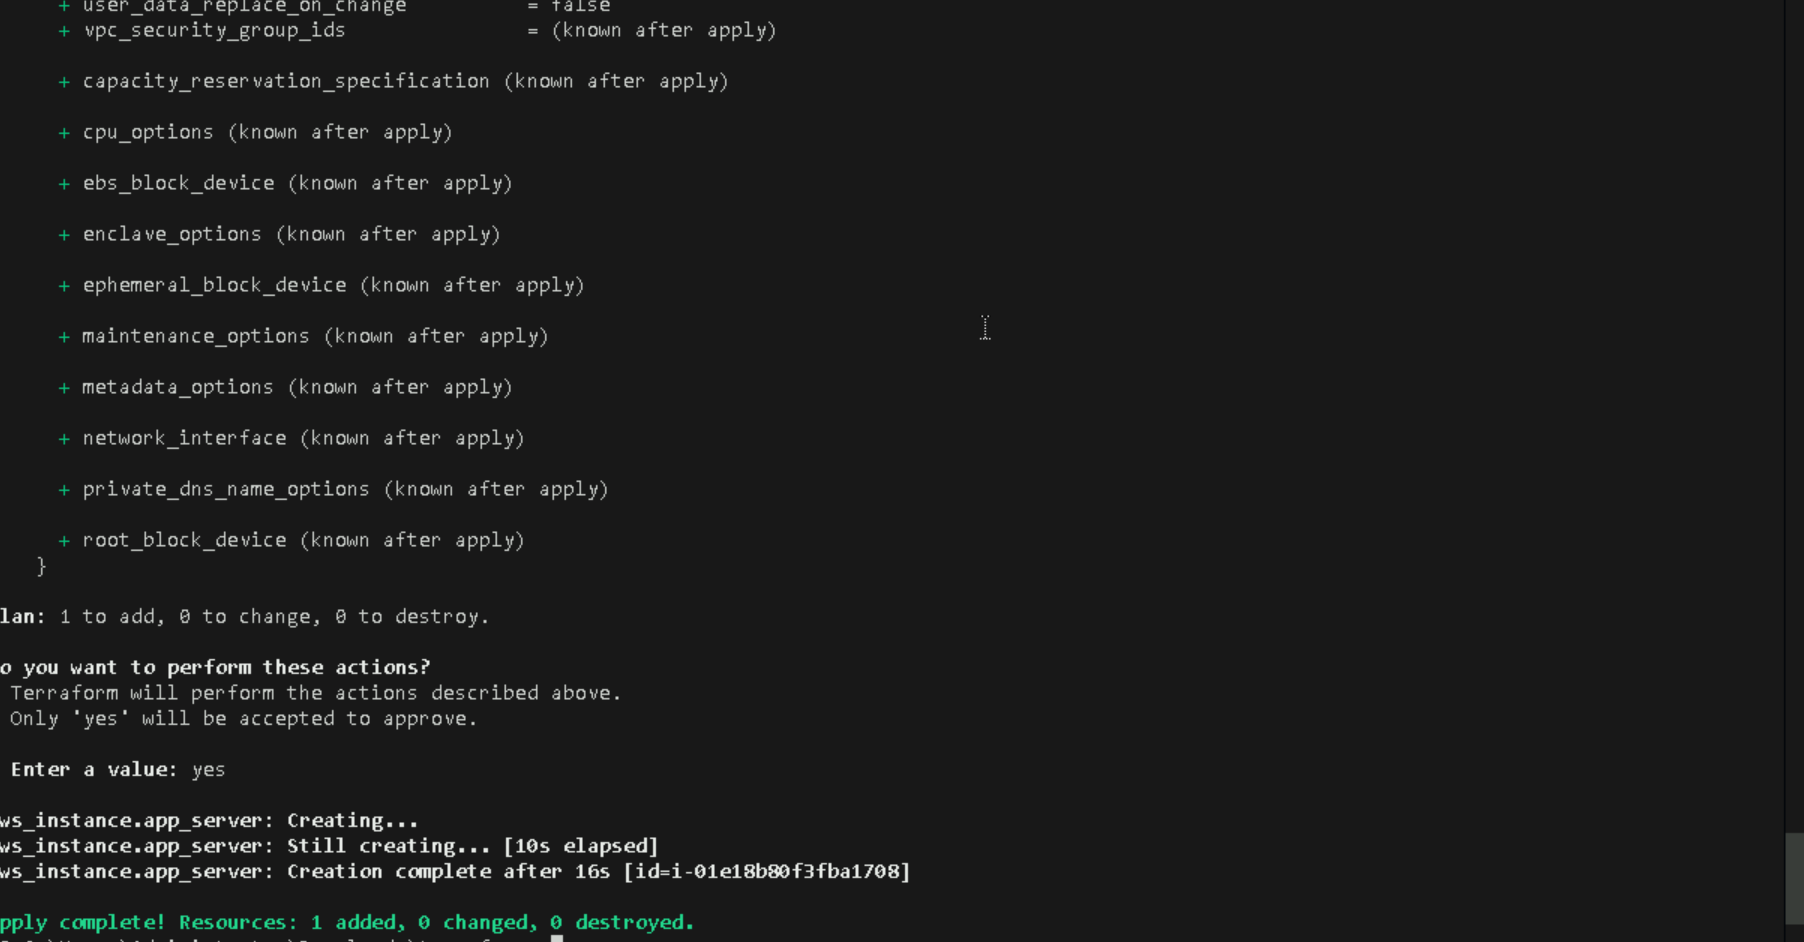 + user_data_replace_on_change = false
+ vpc_security_group_ids = (known after apply)
+ capacity_reservation_specification (known after apply)
+ cpu_options (known after apply)
+ ebs_block_device (known after apply)
+ enclave_options (known after apply)
+ ephemeral_block_device (known after apply)
+ maintenance_options (known after apply)
+ metadata_options (known after apply)
+ network_interface (known after apply)
+ private_dns_name_options (known after apply)
+ root_block_device (known after apply)
}
lan: 1 to add, 0 to change, 0 to destroy.
o you want to perform these actions?
Terraform will perform the actions described above.
Only 'yes' will be accepted to approve.
Enter a value: yes
ws_instance.app_server: Creating...
ws_instance.app_server: Still creating... [10s elapsed]
ws_instance.app_server: Creation complete after 16s [id=i-01e18b80f3fba1708]
pply complete! Resources: 1 added, 0 changed, 0 destroyed.